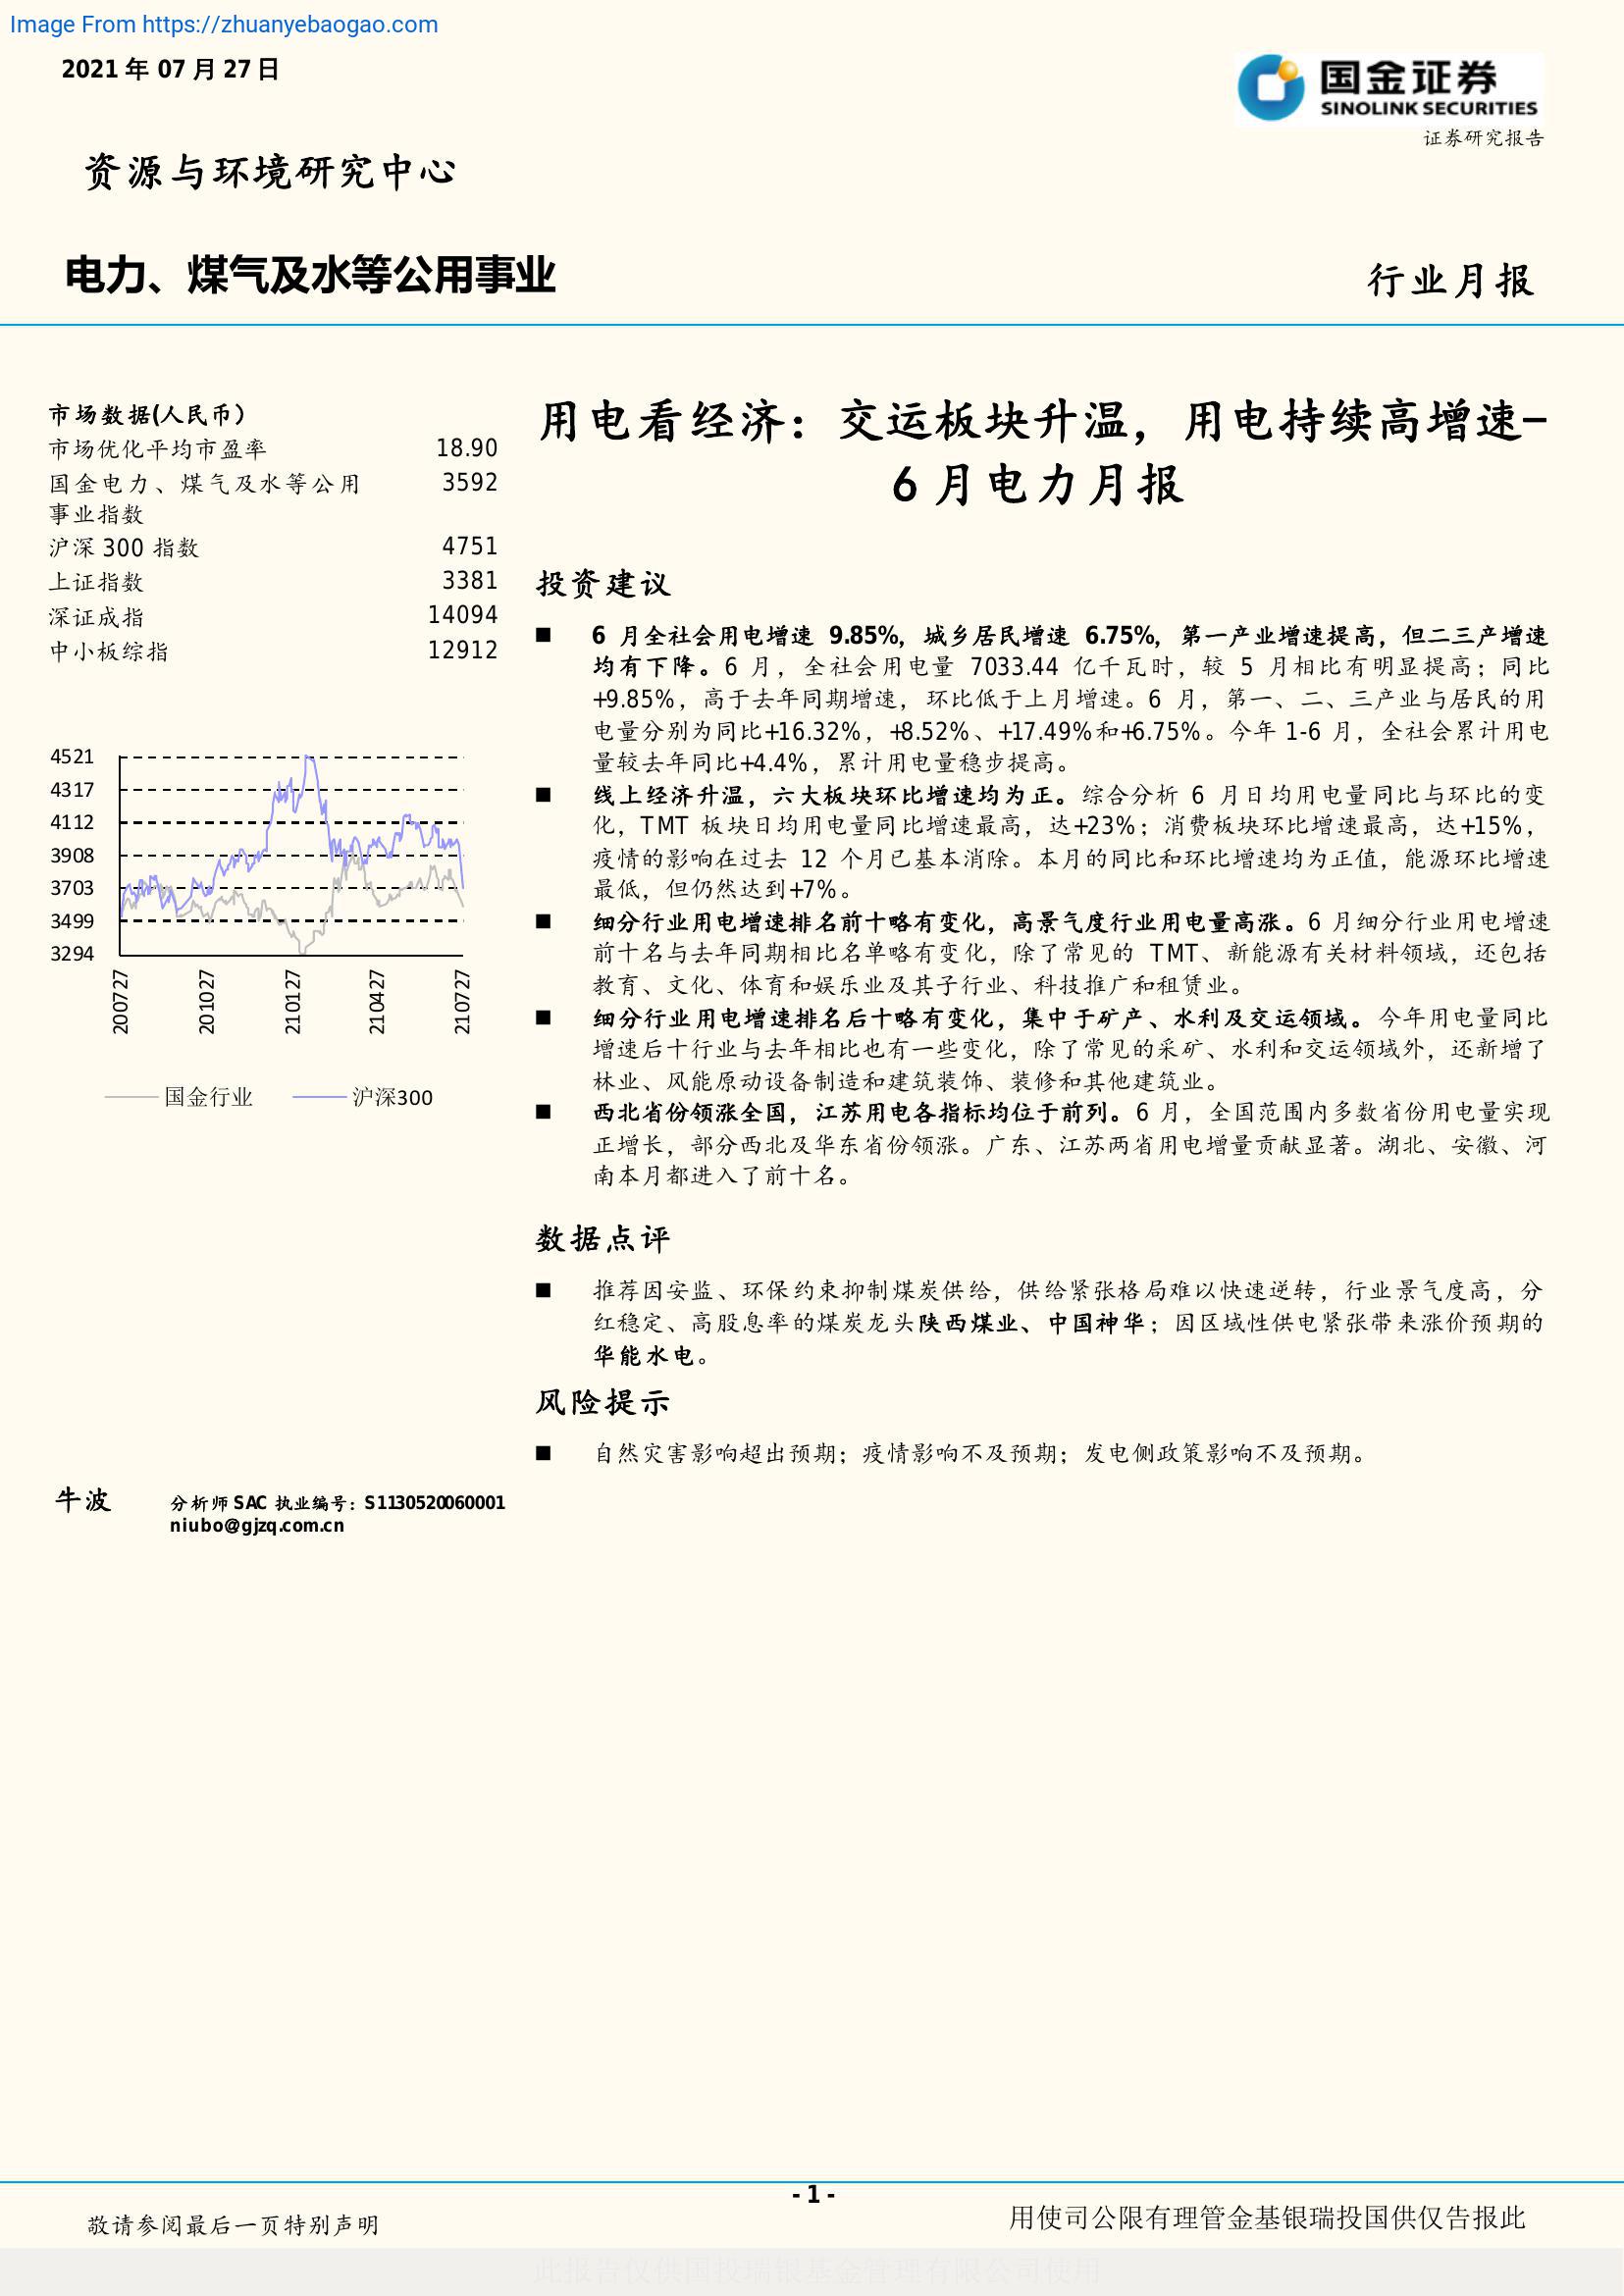 Image From https://zhuanyebaogao.com
2021 年 07 月 27 日
国金证券
SINOLINK SECURITIES
证券研究报告
资源与环境研究中心
电力、煤气及水等公用事业
行业月报
市场数据(人民币）
市场优化平均市盈率 18.90
国金电力、煤气及水等公用 3592
事业指数
沪深 300 指数 4751
上证指数 3381
深证成指 14094
中小板综指 12912
4521
4317
4112
3908
3703
3499
3294
200727
201027
210127
210427
210727
国金行业 沪深300
牛波
分析师 SAC 执业编号：S1130520060001
niubo@gjzq.com.cn
用电看经济：交运板块升温，用电持续高增速–
6 月电力月报
投资建议
■ 6 月全社会用电增速 9.85%，城乡居民增速 6.75%，第一产业增速提高，但二三产增速
均有下降。6 月，全社会用电量 7033.44 亿千瓦时，较 5 月相比有明显提高；同比
+9.85%，高于去年同期增速，环比低于上月增速。6 月，第一、二、三产业与居民的用
电量分别为同比+16.32%，+8.52%、+17.49%和+6.75%。今年 1-6 月，全社会累计用电
量较去年同比+4.4%，累计用电量稳步提高。
■ 线上经济升温，六大板块环比增速均为正。综合分析 6 月日均用电量同比与环比的变
化，TMT 板块日均用电量同比增速最高，达+23%；消费板块环比增速最高，达+15%，
疫情的影响在过去 12 个月已基本消除。本月的同比和环比增速均为正值，能源环比增速
最低，但仍然达到+7%。
■ 细分行业用电增速排名前十略有变化，高景气度行业用电量高涨。6 月细分行业用电增速
前十名与去年同期相比名单略有变化，除了常见的 TMT、新能源有关材料领域，还包括
教育、文化、体育和娱乐业及其子行业、科技推广和租赁业。
■ 细分行业用电增速排名后十略有变化，集中于矿产、水利及交运领域。今年用电量同比
增速后十行业与去年相比也有一些变化，除了常见的采矿、水利和交运领域外，还新增了
林业、风能原动设备制造和建筑装饰、装修和其他建筑业。
■ 西北省份领涨全国，江苏用电各指标均位于前列。6 月，全国范围内多数省份用电量实现
正增长，部分西北及华东省份领涨。广东、江苏两省用电增量贡献显著。湖北、安徽、河
南本月都进入了前十名。
数据点评
■ 推荐因安监、环保约束抑制煤炭供给，供给紧张格局难以快速逆转，行业景气度高，分
红稳定、高股息率的煤炭龙头陕西煤业、中国神华；因区域性供电紧张带来涨价预期的
华能水电。
风险提示
■ 自然灾害影响超出预期；疫情影响不及预期；发电侧政策影响不及预期。
- 1 -
敬请参阅最后一页特别声明
用使司公限有理管金基银瑞投国供仅告报此
此报告仅供国投瑞银基金管理有限公司使用